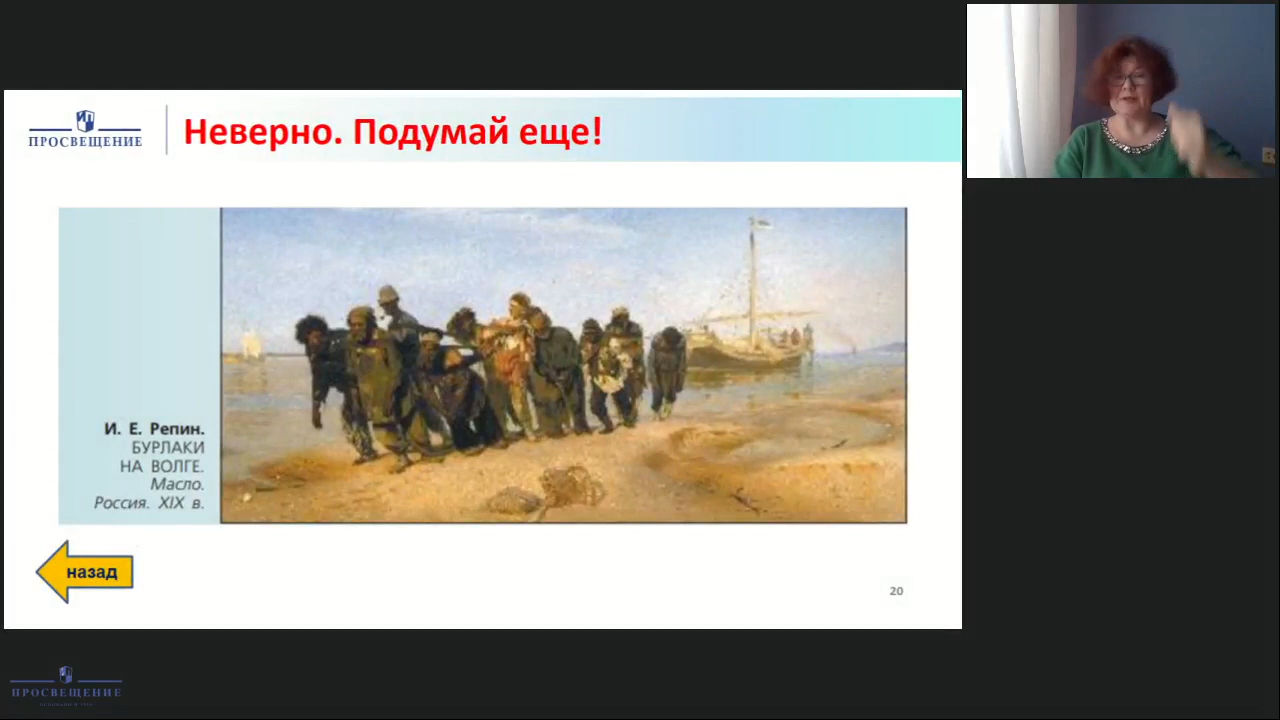 ПРОСВЕЩЕНИЕ
Неверно. Подумай еще!
И. Е. Репин.
БУРЛАКИ
НА ВОЛГЕ.
Масло.
Россия. XIX в.
назад
20
ПРОСВЕЩЕНИЕ